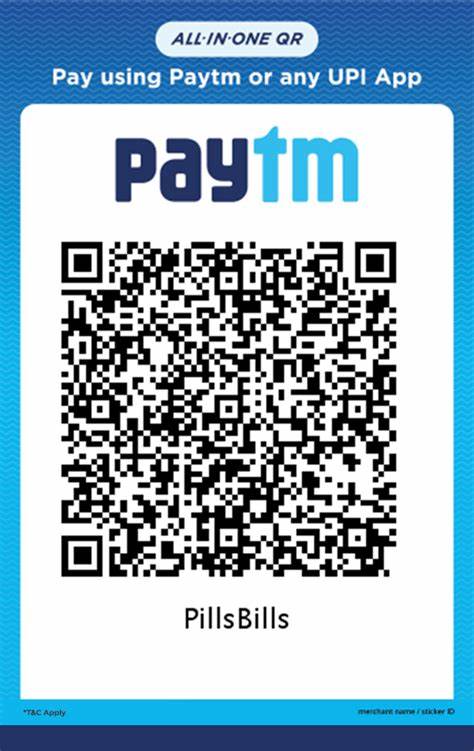 ALL-IN-ONE QR
Pay using Paytm or any UPI App
paytm
PillsBills
*T&C Apply
merchant name / sticker ID